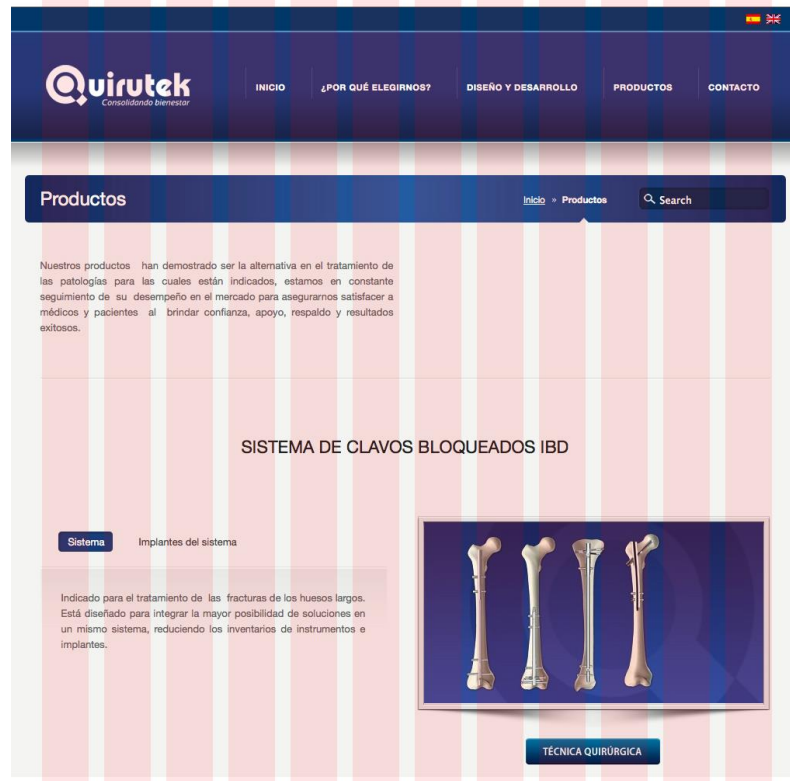 Quirutek
Consolidando bienestar
INICIO
¿POR QUÉ ELEGIRNOS?
DISEÑO Y DESARROLLO
PRODUCTOS
CONTACTO
Productos
Inicio » Productos
Search
Nuestros productos han demostrado ser la alternativa en el tratamiento de
las patologías para las cuales están indicados, estamos en constante
seguimiento de su desempeño en el mercado para asegurarnos satisfacer a
médicos y pacientes al brindar confianza, apoyo, respaldo y resultados
exitosos.
SISTEMA DE CLAVOS BLOQUEADOS IBD
Sistema
Implantes del sistema
Indicado para el tratamiento de las fracturas de los huesos largos.
Está diseñado para integrar la mayor posibilidad de soluciones en
un mismo sistema, reduciendo los inventarios de instrumentos e
implantes.
TÉCNICA QUIRÚRGICA